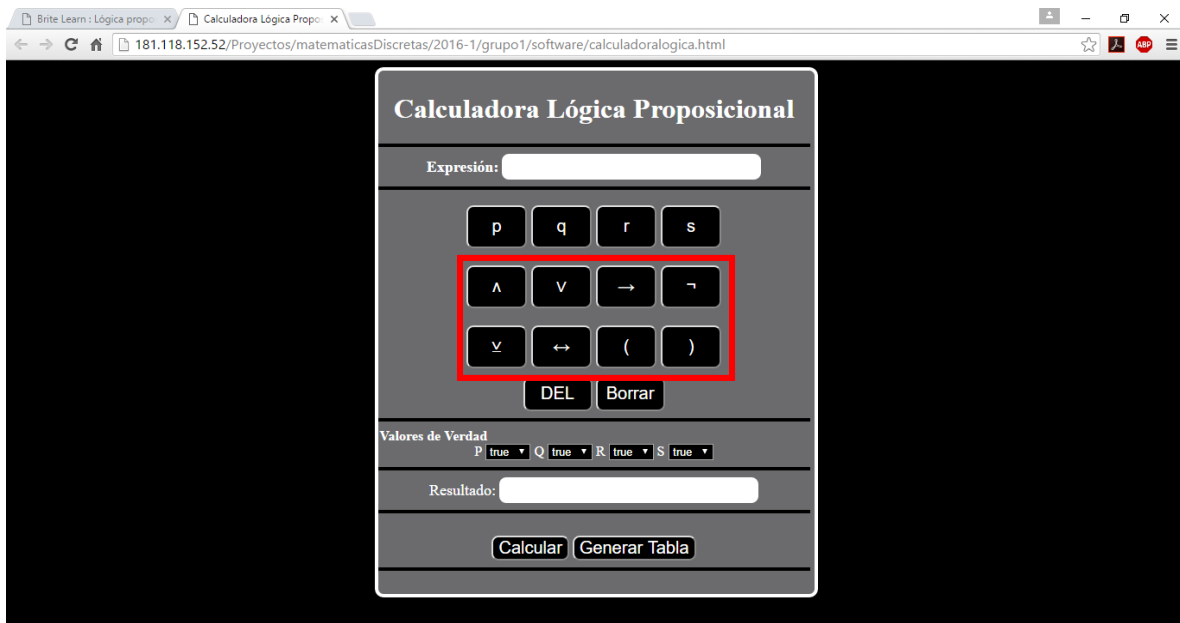 Brite Learn : Lógica propo
Calculadora Lógica Propo
181.118.152.52/Proyectos/matematicasDiscretas/2016-1/grupo1/software/calculadoralogica.html
ABP
Calculadora Lógica Proposicional
Expresión:
p q r s
∧ ∨ → ¬
⊻ ↔ ( )
DEL Borrar
Valores de Verdad
P true Q true R true S true
Resultado:
Calcular Generar Tabla